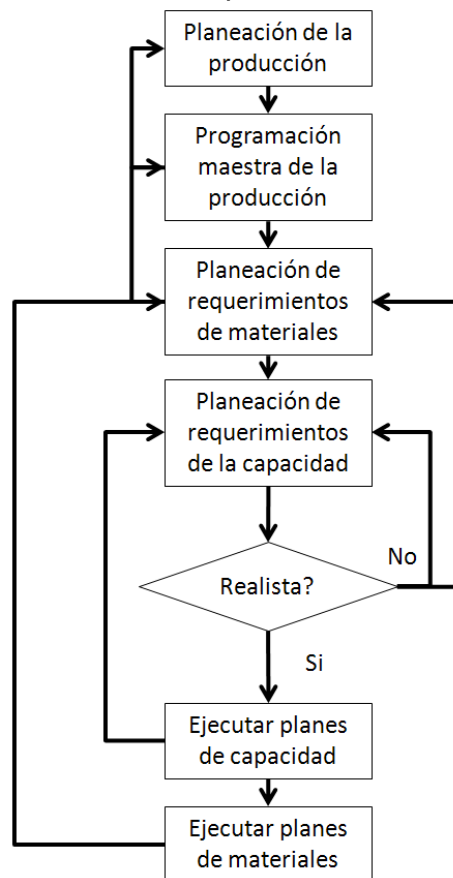 Planeación de la
producción
Programación
maestra de la
producción
Planeación de
requerimientos
de materiales
Planeación de
requerimientos
de la capacidad
No
Realista?
Si
Ejecutar planes
de capacidad
Ejecutar planes
de materiales